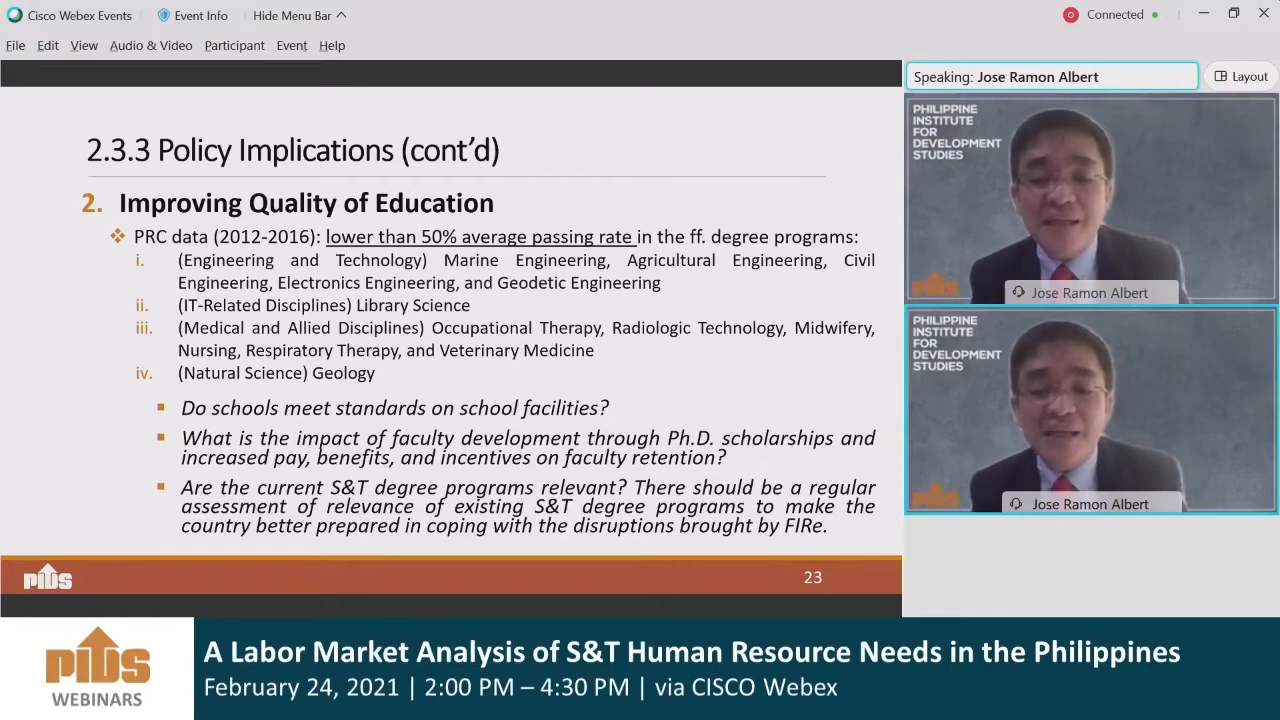 Cisco Webex Events
Event Info
Hide Menu Bar
Connected
File Edit View Audio & Video Participant Event Help
Speaking: Jose Ramon Albert
Layout
2.3.3 Policy Implications (cont'd)
2. Improving Quality of Education
PRC data (2012-2016): lower than 50% average passing rate in the ff. degree programs:
i. (Engineering and Technology) Marine Engineering, Agricultural Engineering, Civil
Engineering, Electronics Engineering, and Geodetic Engineering
ii. (IT-Related Disciplines) Library Science
iii. (Medical and Allied Disciplines) Occupational Therapy, Radiologic Technology, Midwifery,
Nursing, Respiratory Therapy, and Veterinary Medicine
iv. (Natural Science) Geology
Do schools meet standards on school facilities?
What is the impact of faculty development through Ph.D. scholarships and
increased pay, benefits, and incentives on faculty retention?
Are the current S&T degree programs relevant? There should be a regular
assessment of relevance of existing S&T degree programs to make the
country better prepared in coping with the disruptions brought by FIRe.
PIDS
23
PHILIPPINE
INSTITUTE
FOR
DEVELOPMENT
STUDIES
Jose Ramon Albert
PHILIPPINE
INSTITUTE
FOR
DEVELOPMENT
STUDIES
Jose Ramon Albert
PIDS
WEBINARS
A Labor Market Analysis of S&T Human Resource Needs in the Philippines
February 24, 2021 | 2:00 PM – 4:30 PM | via CISCO Webex